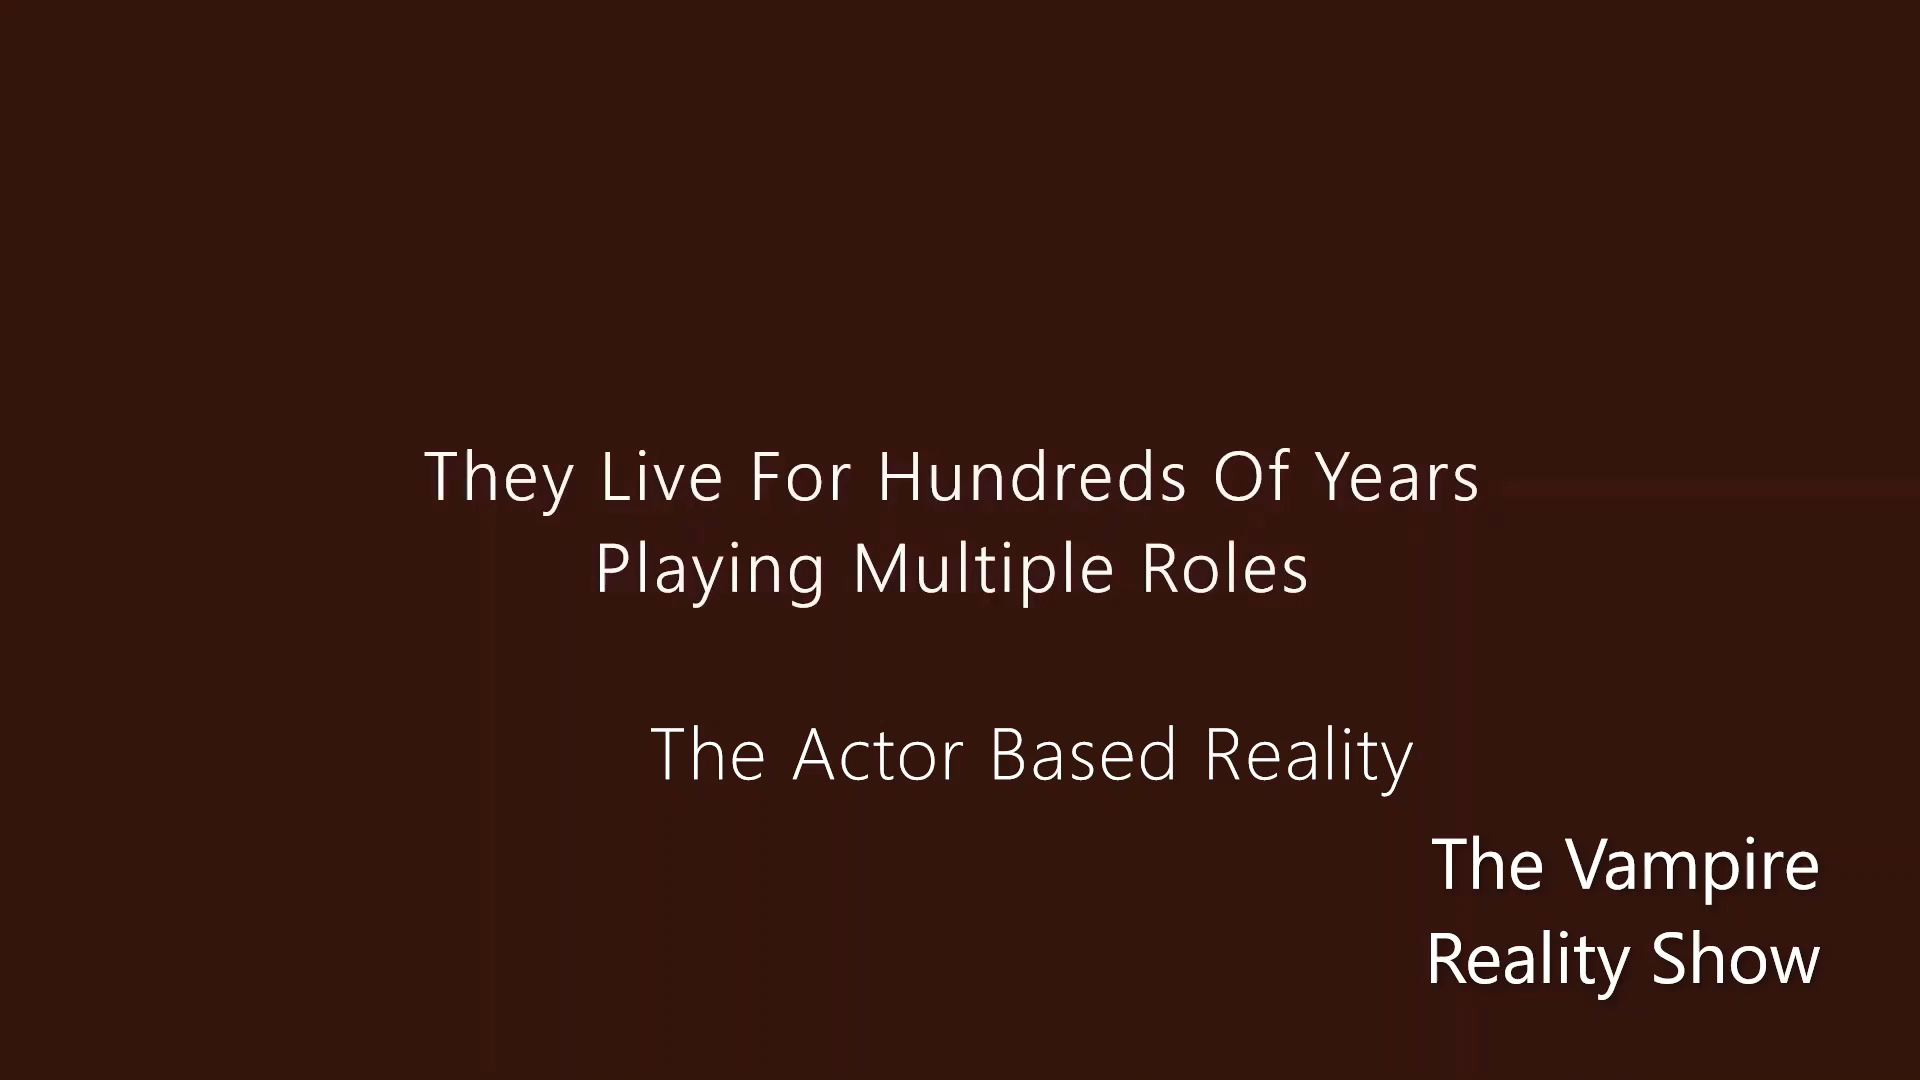 They Live For Hundreds Of Years
Playing Multiple Roles
The Actor Based Reality
The Vampire
Reality Show